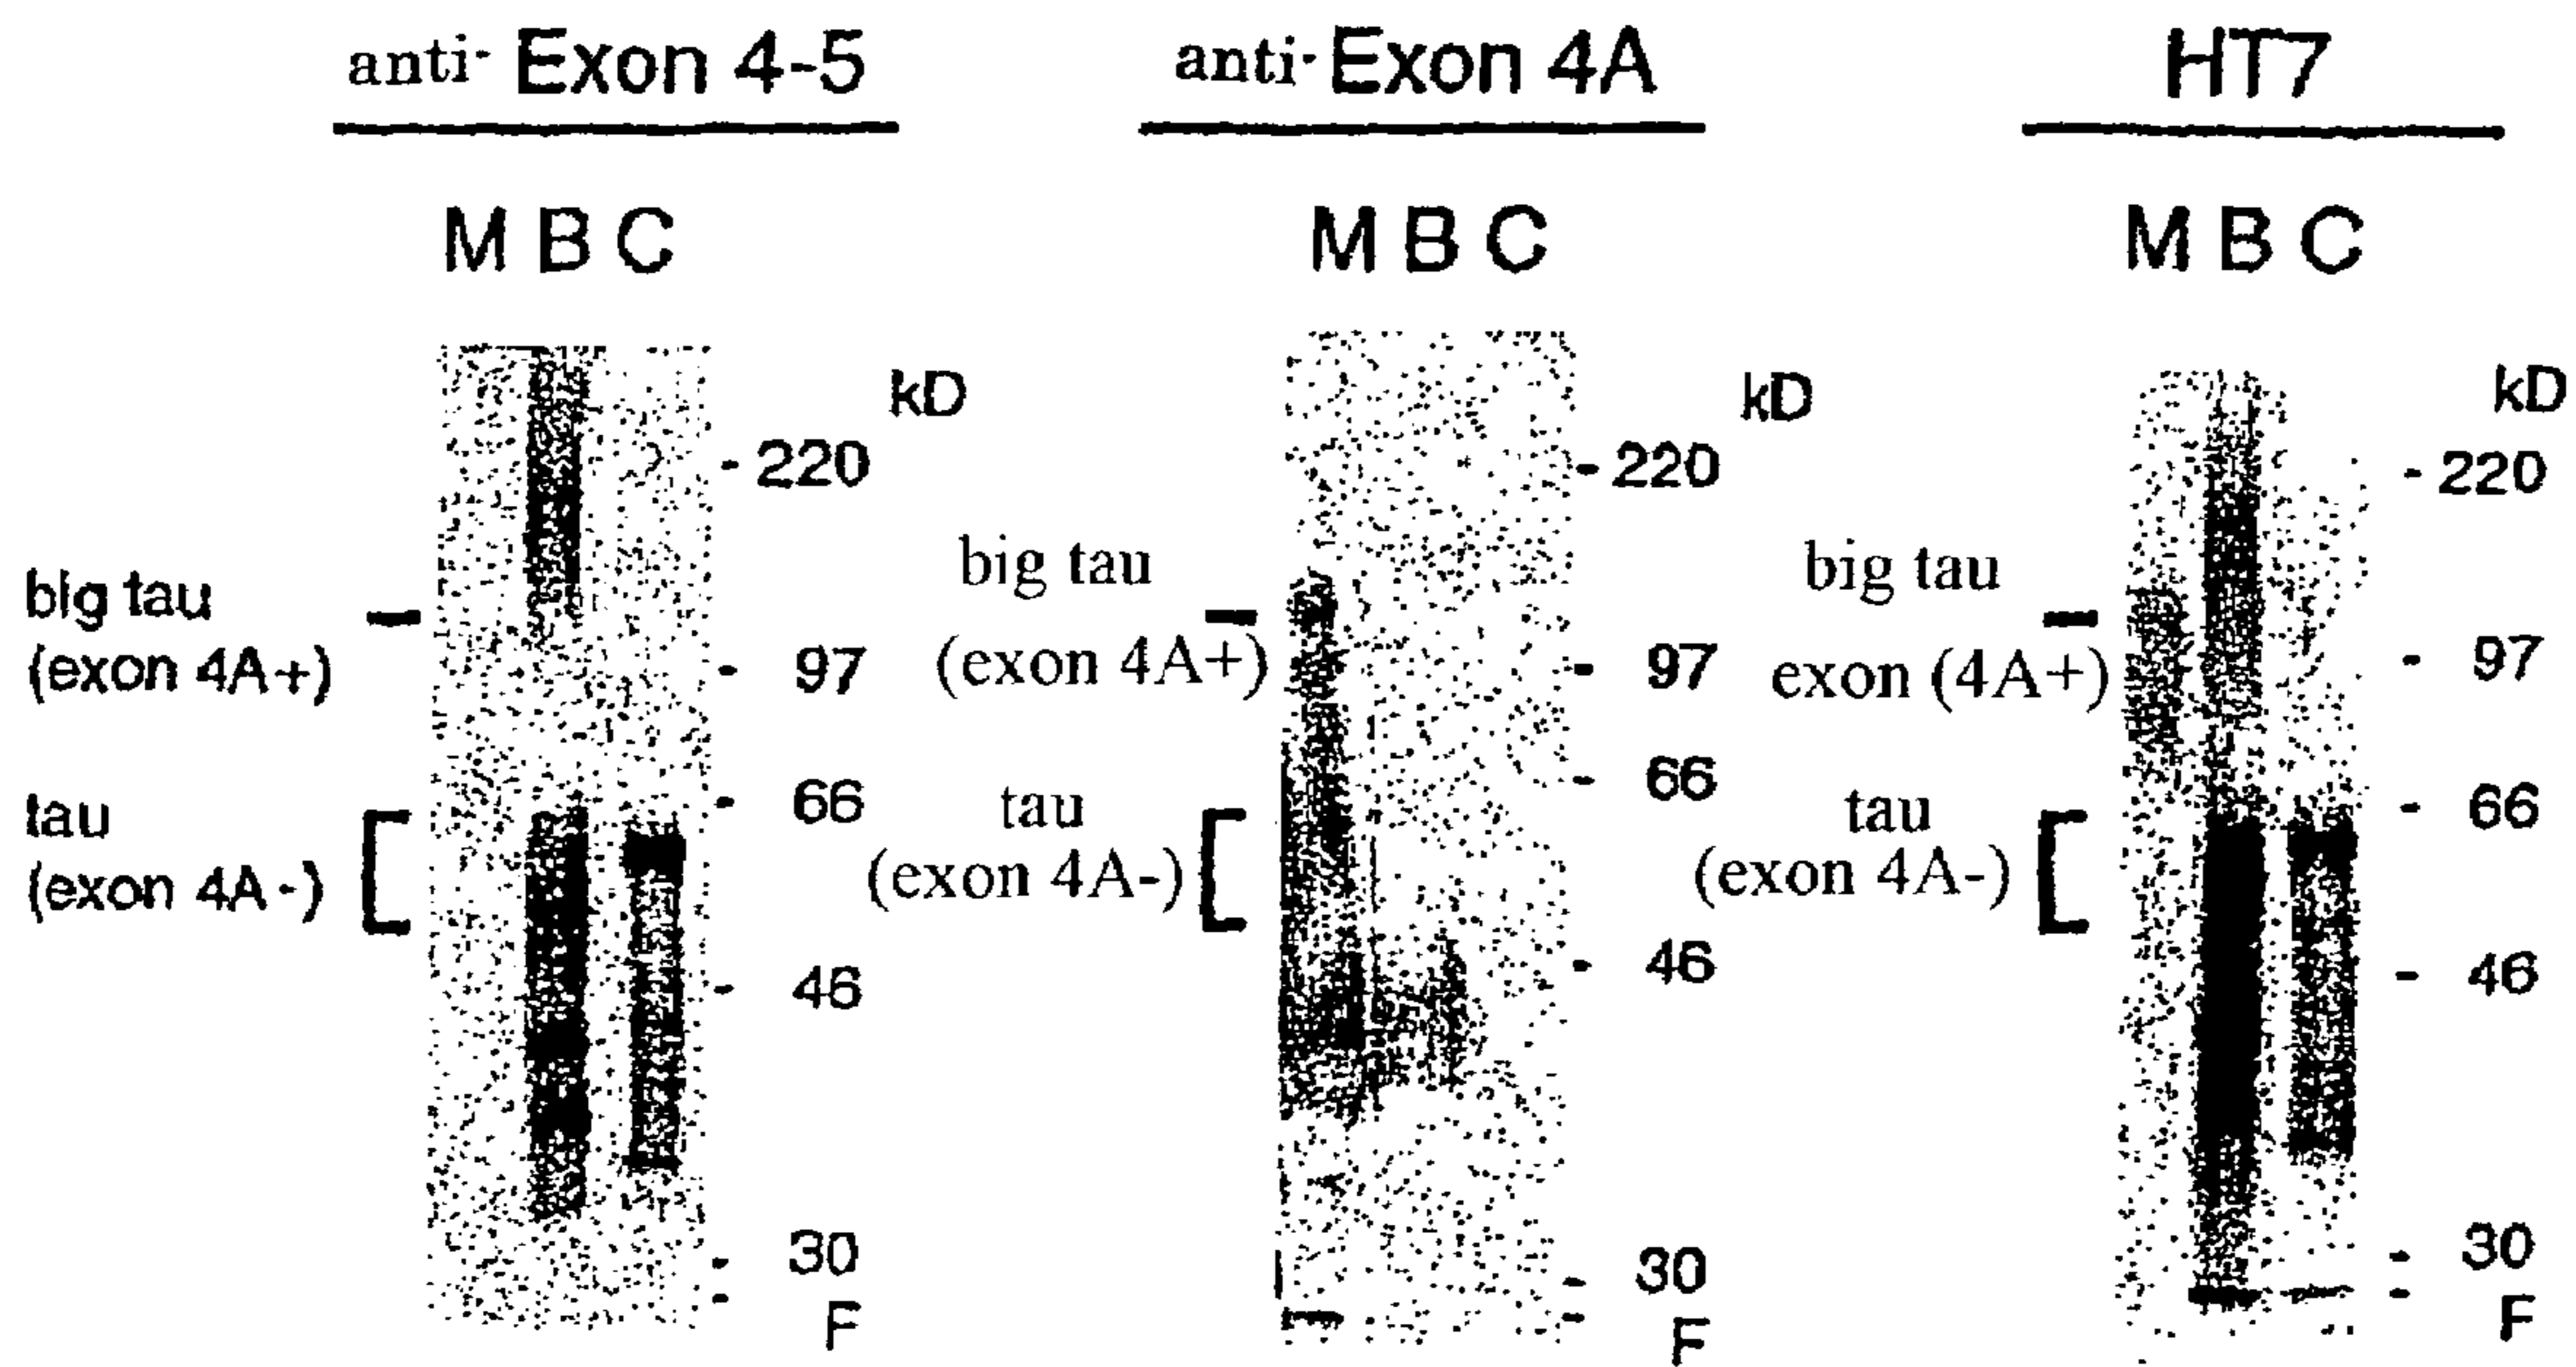 anti- Exon 4-5
M B C
kD
220
big tau
(exon 4A+)
97
66
tau
(exon 4A-)
46
30
F
anti- Exon 4A
M B C
kD
220
big tau
(exon 4A+)
97
66
tau
(exon 4A-)
46
30
F
HT7
M B C
kD
220
big tau
exon (4A+)
97
66
tau
(exon 4A-)
46
30
F